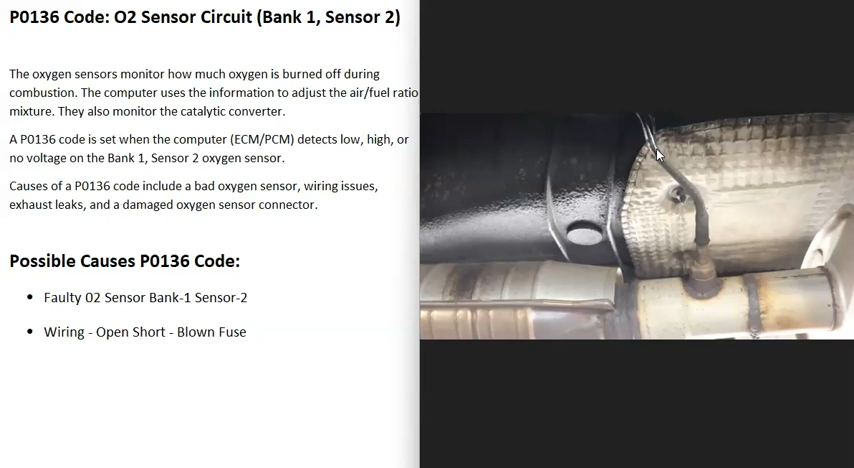 P0136 Code: O2 Sensor Circuit (Bank 1, Sensor 2)
The oxygen sensors monitor how much oxygen is burned off during
combustion. The computer uses the information to adjust the air/fuel ratio
mixture. They also monitor the catalytic converter.
A P0136 code is set when the computer (ECM/PCM) detects low, high, or
no voltage on the Bank 1, Sensor 2 oxygen sensor.
Causes of a P0136 code include a bad oxygen sensor, wiring issues,
exhaust leaks, and a damaged oxygen sensor connector.
Possible Causes P0136 Code:
• Faulty 02 Sensor Bank-1 Sensor-2
• Wiring - Open Short - Blown Fuse